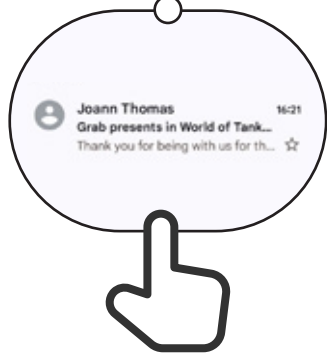 Joann Thomas
16:21
Grab presents in World of Tank...
Thank you for being with us for th...